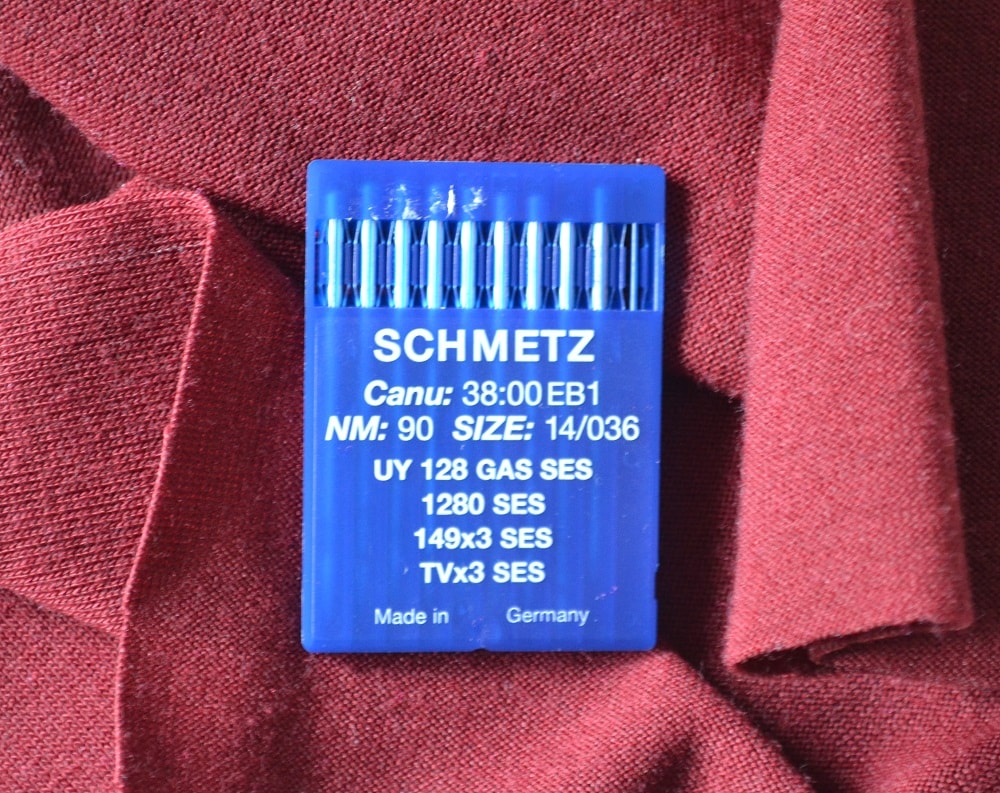 SCHMETZ
Canu: 38:00 EB1
NM: 90 SIZE: 14/036
UY 128 GAS SES
1280 SES
149x3 SES
TVx3 SES
Made in Germany